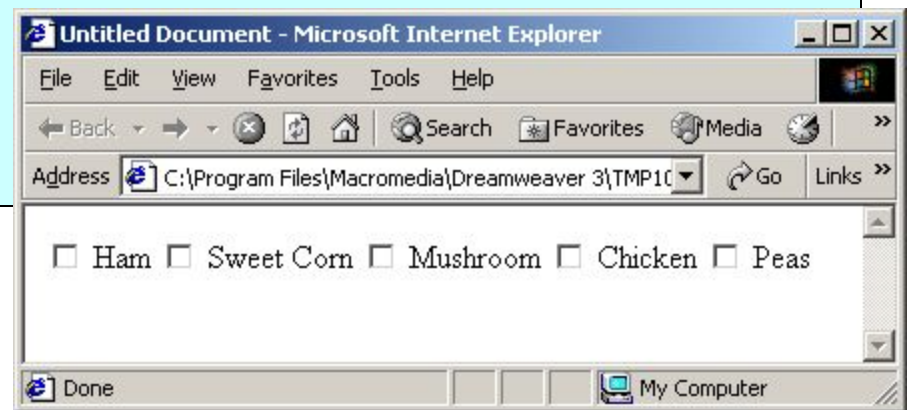 Untitled Document - Microsoft Internet Explorer
File Edit View Favorites Tools Help
Back Search Favorites Media »
Address C:\Program Files\Macromedia\Dreamweaver 3\TMP1( Go Links »
Ham Sweet Corn Mushroom Chicken Peas
Done My Computer